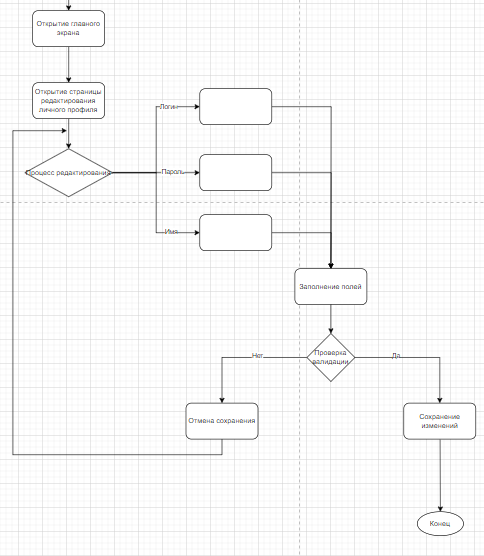 Открытие главного
экрана
Открытие страницы
редактирования
личного профиля
Логин
Процесс редактирования
Пароль
Имя
Заполнение полей
Проверка
валидации
Нет
Да
Отмена сохранения
Сохранение
изменений
Конец